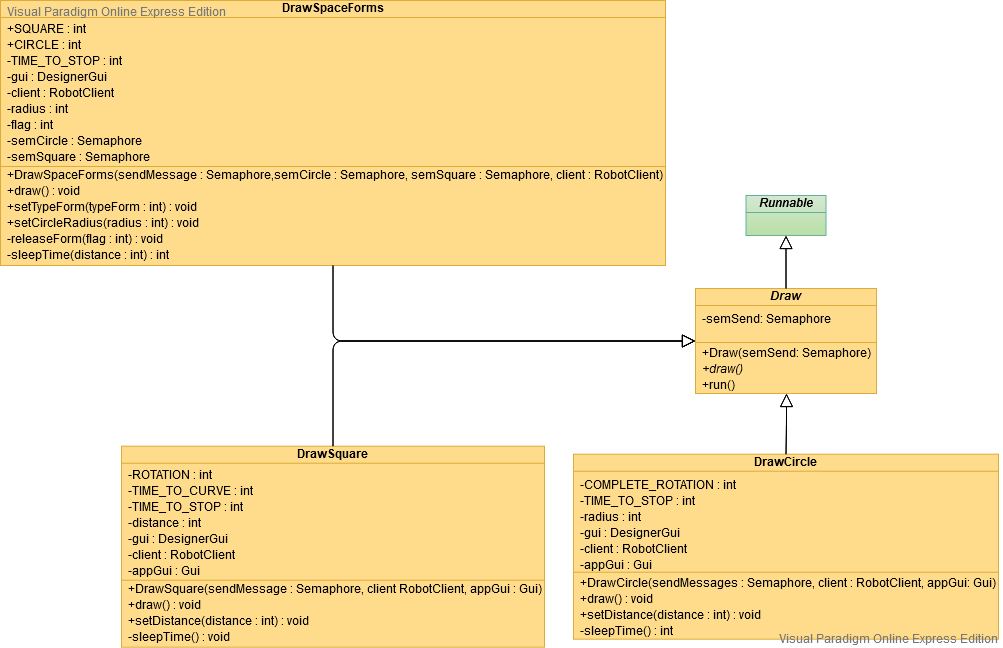 Visual Paradigm Online Express Edition
DrawSpaceForms
+SQUARE : int
+CIRCLE : int
-TIME_TO_STOP : int
-gui : DesignerGui
-client : RobotClient
-radius : int
-flag : int
-semCircle : Semaphore
-semSquare : Semaphore
+DrawSpaceForms(sendMessage : Semaphore,semCircle : Semaphore, semSquare : Semaphore, client : RobotClient)
+draw() : void
+setTypeForm(typeForm : int) : void
+setCircleRadius(radius : int) : void
-releaseForm(flag : int) : void
-sleepTime(distance : int) : int
Runnable
Draw
-semSend: Semaphore
+Draw(semSend: Semaphore)
+draw()
+run()
DrawSquare
-ROTATION : int
-TIME_TO_CURVE : int
-TIME_TO_STOP : int
-distance : int
-gui : DesignerGui
-client : RobotClient
-appGui : Gui
+DrawSquare(sendMessage : Semaphore, client RobotClient, appGui : Gui)
+draw() : void
+setDistance(distance : int) : void
-sleepTime() : void
DrawCircle
-COMPLETE_ROTATION : int
-TIME_TO_STOP : int
-radius : int
-gui : DesignerGui
-client : RobotClient
-appGui : Gui
+DrawCircle(sendMessages : Semaphore, client : RobotClient, appGui: Gui)
+draw() : void
+setDistance(distance : int) : void
-sleepTime() : int
Visual Paradigm Online Express Edition